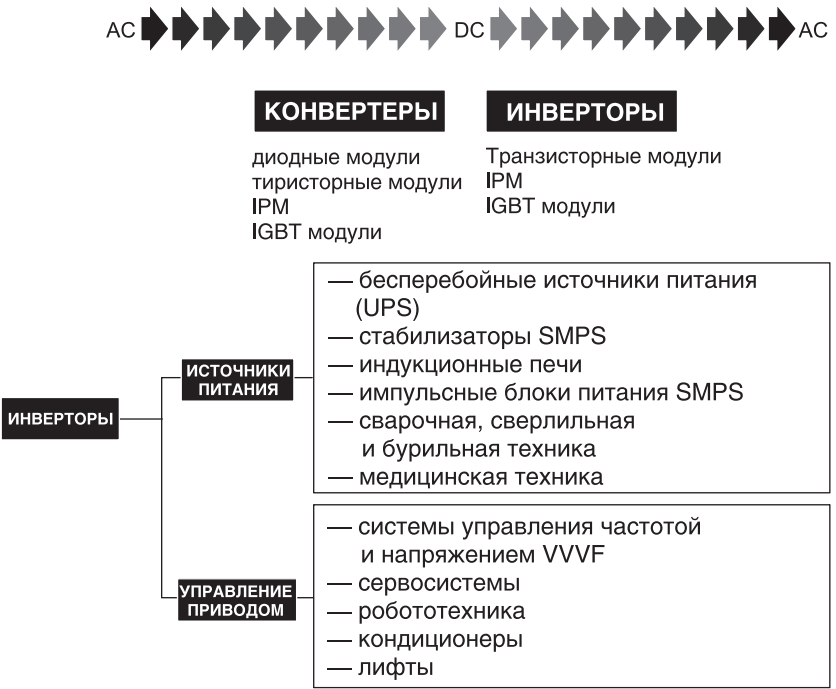 AC DC AC
КОНВЕРТЕРЫ
диодные модули
тиристорные модули
IPM
IGBT модули
ИНВЕРТОРЫ
Транзисторные модули
IPM
IGBT модули
ИНВЕРТОРЫ
ИСТОЧНИКИ
ПИТАНИЯ
— бесперебойные источники питания
(UPS)
— стабилизаторы SMPS
— индукционные печи
— импульсные блоки питания SMPS
— сварочная, сверлильная
и бурильная техника
— медицинская техника
УПРАВЛЕНИЕ
ПРИВОДОМ
— системы управления частотой
и напряжением VVVF
— сервосистемы
— робототехника
— кондиционеры
— лифты